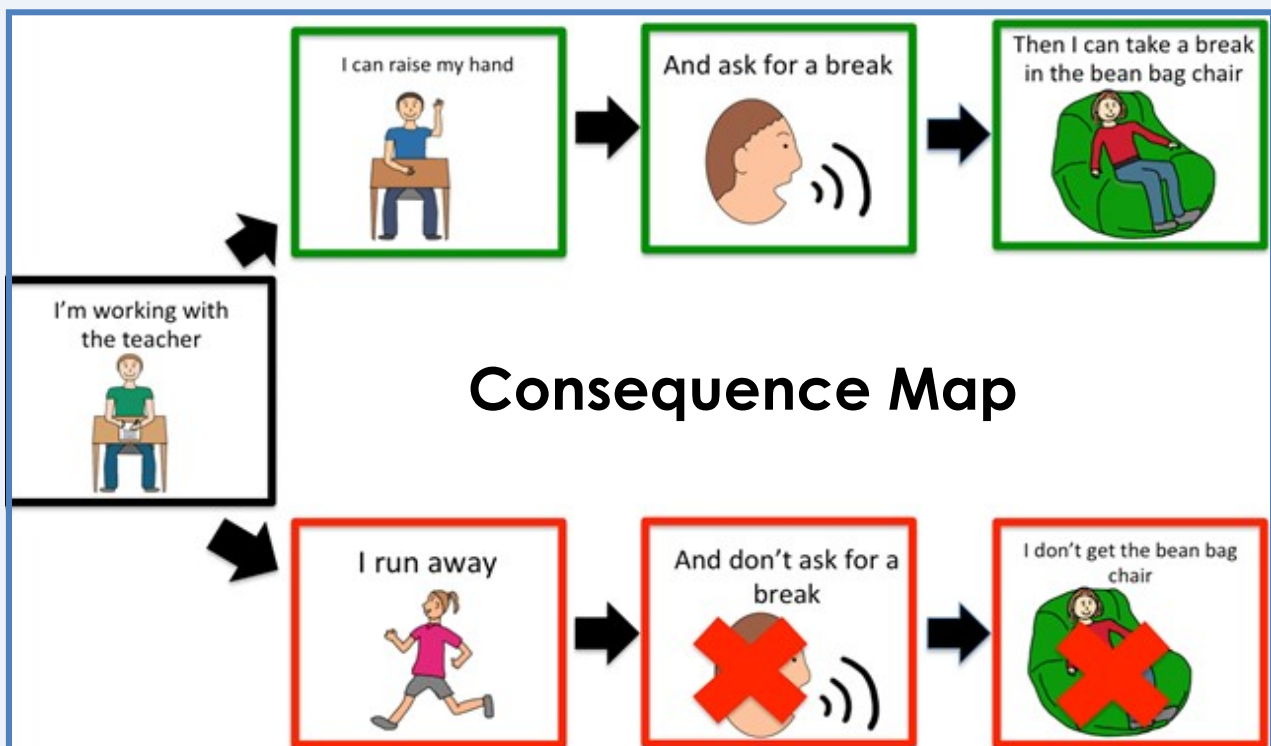 I can raise my hand
And ask for a break
Then I can take a break
in the bean bag chair
I'm working with
the teacher
Consequence Map
I run away
And don't ask for a
break
I don't get the bean bag
chair